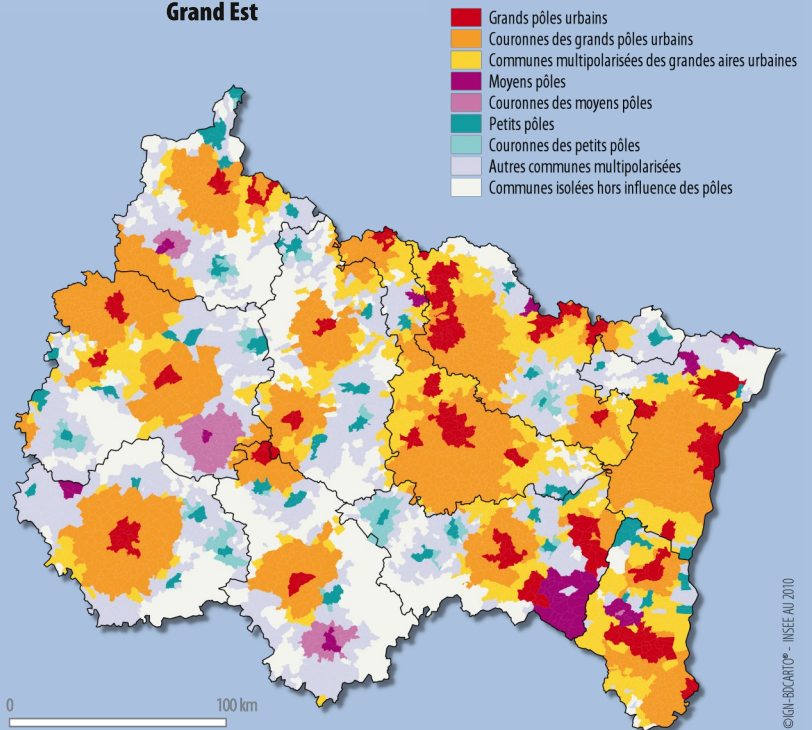 Grand Est
Grands pôles urbains
Couronnes des grands pôles urbains
Communes multipolarisées des grandes aires urbaines
Moyens pôles
Couronnes des moyens pôles
Petits pôles
Couronnes des petits pôles
Autres communes multipolarisées
Communes isolées hors influence des pôles
0
100 km
©IGN-BDCARTO® - INSEE AU 2010